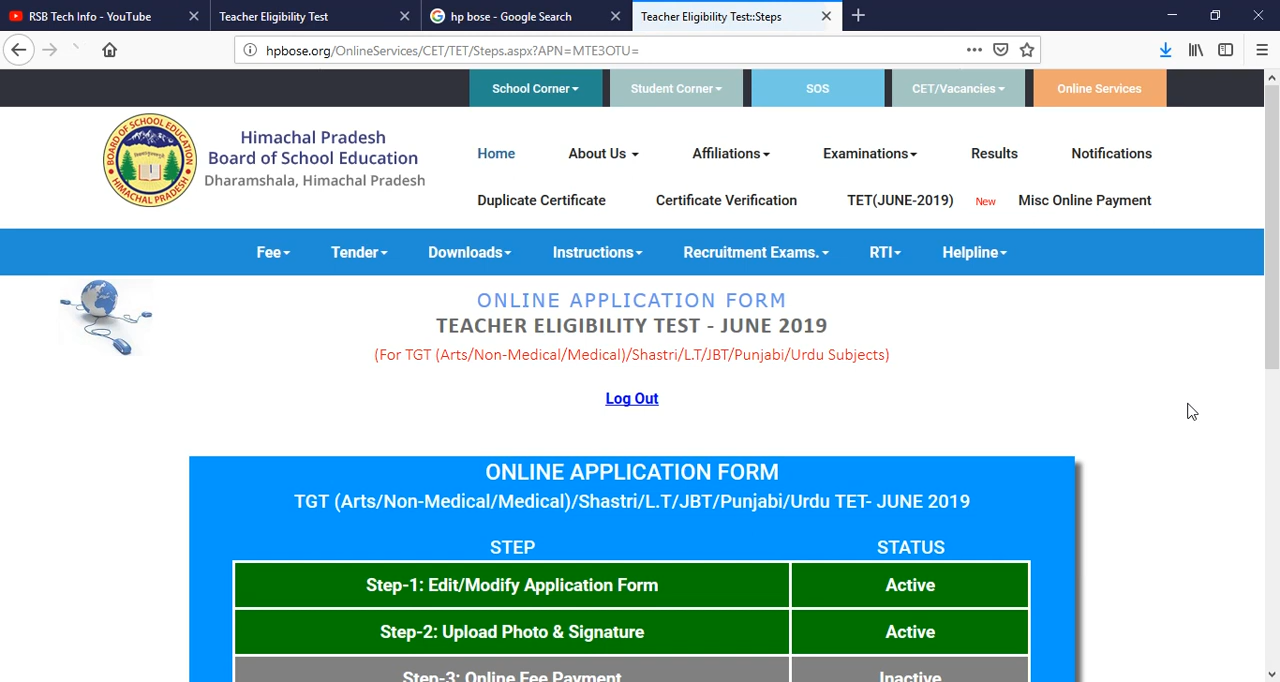 RSB Tech Info - YouTube
Teacher Eligibility Test
hp bose - Google Search
Teacher Eligibility Test::Steps
hpbose.org/OnlineServices/CET/TET/Steps.aspx?APN=MTE3OTU=
School Corner
Student Corner
SOS
CET/Vacancies
Online Services
BOARD OF SCHOOL EDUCATION
HIMACHAL PRADESH
Himachal Pradesh
Board of School Education
Dharamshala, Himachal Pradesh
Home
About Us
Affiliations
Examinations
Results
Notifications
Duplicate Certificate
Certificate Verification
TET(JUNE-2019)
New
Misc Online Payment
Fee
Tender
Downloads
Instructions
Recruitment Exams.
RTI
Helpline
ONLINE APPLICATION FORM
TEACHER ELIGIBILITY TEST - JUNE 2019
(For TGT (Arts/Non-Medical/Medical)/Shastri/L.T/JBT/Punjabi/Urdu Subjects)
Log Out
ONLINE APPLICATION FORM
TGT (Arts/Non-Medical/Medical)/Shastri/L.T/JBT/Punjabi/Urdu TET- JUNE 2019
STEP STATUS
Step-1: Edit/Modify Application Form Active
Step-2: Upload Photo & Signature Active
Step-3: Online Fee Payment Inactive